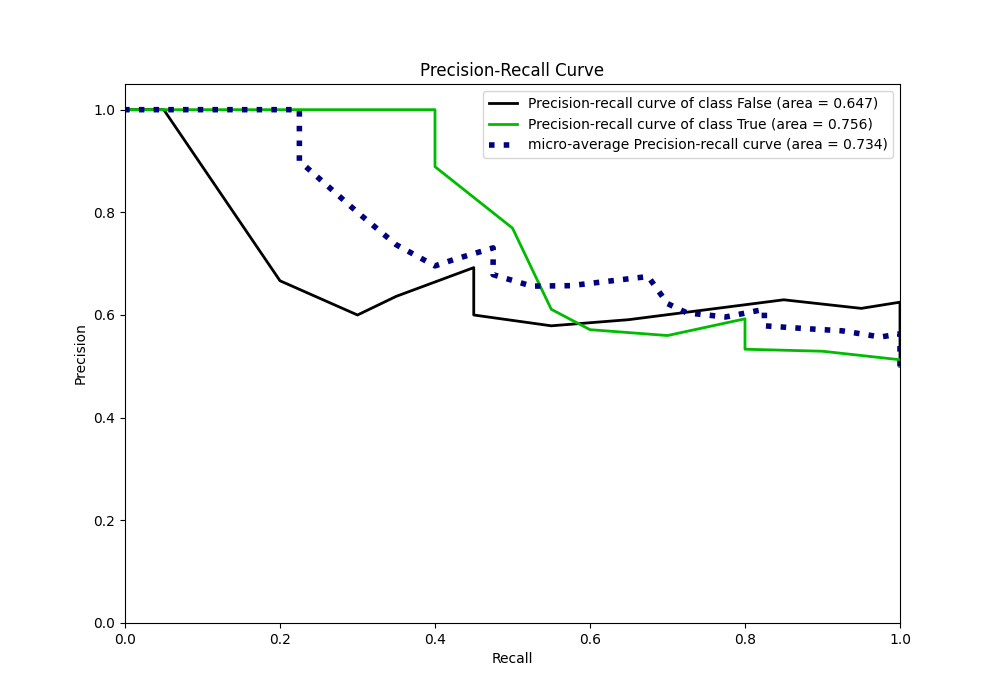 Precision-Recall Curve
Precision-recall curve of class False (area = 0.647)
Precision-recall curve of class True (area = 0.756)
micro-average Precision-recall curve (area = 0.734)
1.0
0.8
0.6
0.4
0.2
0.0
Precision
0.0 0.2 0.4 0.6 0.8 1.0
Recall